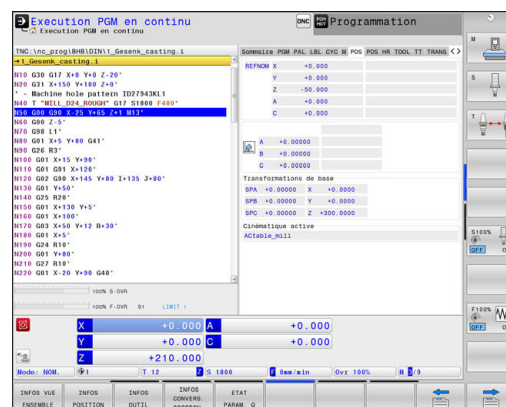 Execution PGM en continu
Execution PGM en continu
DNC
Programmation
TNC:\nc_prog\BHB\DIN\1_Gesenk_casting.i
→1_Gesenk_casting.i
N10 G30 G17 X+0 Y+0 Z-20*
N20 G31 X+150 Y+100 Z+0*
* - Machine hole pattern ID27943KL1
N40 T "MILL_D24_ROUGH" G17 S1800 F400*
N50 G00 G90 X-25 Y+65 Z+1 M13*
N60 G00 Z-5*
N70 G98 L1*
N80 G01 X+5 Y+80 G41*
N90 G26 R3*
N100 G01 X+15 Y+90*
N110 G01 G91 X+120*
N120 G02 G90 X+145 Y+80 I+135 J+80*
N130 G01 Y+50*
N140 G25 R20*
N150 G01 X+130 Y+5*
N160 G01 X+100*
N170 G03 X+50 Y+12 R+30*
N180 G01 X+5*
N190 G24 R10*
N200 G01 Y+80*
N210 G27 R10*
N220 G01 X-20 Y+90 G40*
100% S-OVR
100% F-OVR S1 LIMIT 1
Sommaire PGM PAL LBL CYC M POS POS HR TOOL TT TRANS
REFNOM X +0.000
Y +0.000
Z -50.000
A +0.000
C +0.000
A +0.00000
B +0.00000
C +0.00000
Transformations de base
SPA +0.00000 X +0.0000
SPB +0.00000 Y +0.0000
SPC +0.00000 Z +300.0000
Cinématique active
ACtable_mill
X +0.000 A +0.000
Y +0.000 C +0.000
Z +210.000
Mode: NOM. 1 T 12 Z S 1800 F 0mm/min Ovr 100% M 5/9
INFOS VUE ENSEMBLE
INFOS POSITION
INFOS OUTIL
INFOS CONVERS. POSITION
ETAT PARAM. Q
M
S
T
S100%
OFF
F100%
OFF